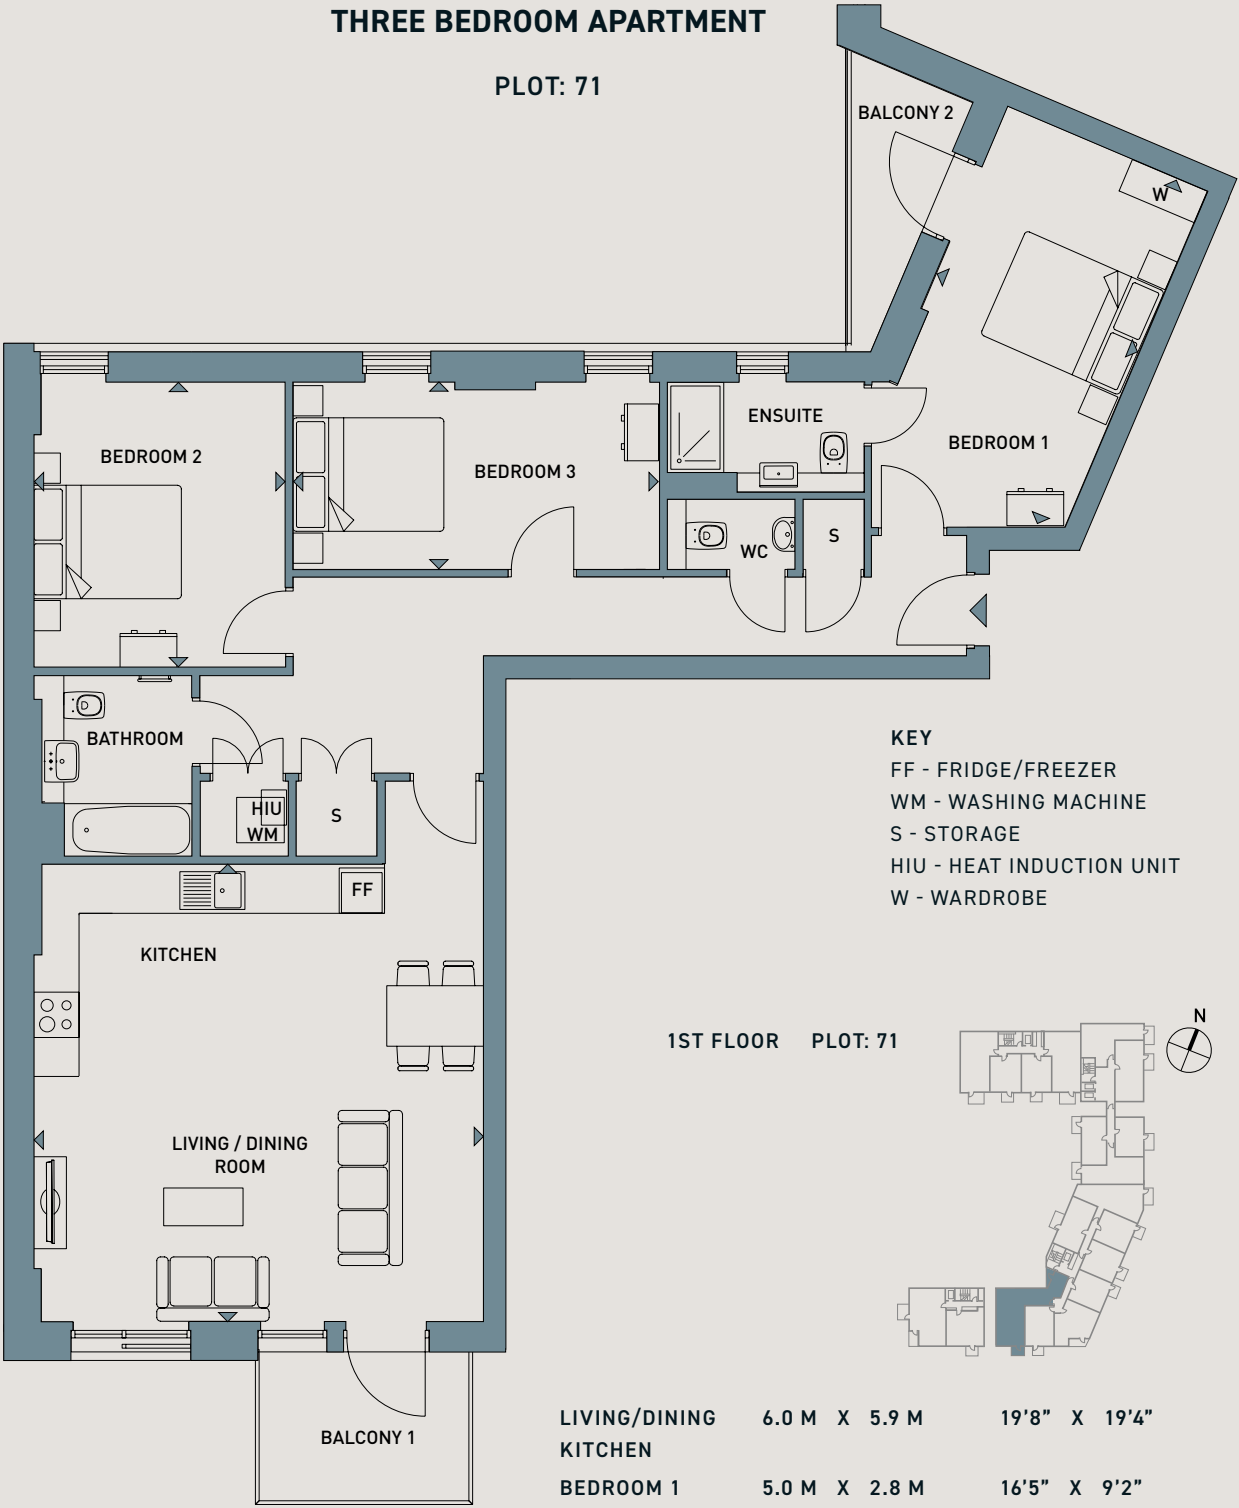 THREE BEDROOM APARTMENT
PLOT: 71
BALCONY 2
W
ENSUITE
BEDROOM 1
BEDROOM 2
BEDROOM 3
WC
S
BATHROOM
HIU
WM
S
FF
KITCHEN
LIVING / DINING
ROOM
BALCONY 1
KEY
FF - FRIDGE/FREEZER
WM - WASHING MACHINE
S - STORAGE
HIU - HEAT INDUCTION UNIT
W - WARDROBE
1ST FLOOR PLOT: 71
N
LIVING/DINING 6.0 M X 5.9 M 19'8” X 19'4”
KITCHEN
BEDROOM 1 5.0 M X 2.8 M 16'5” X 9'2”